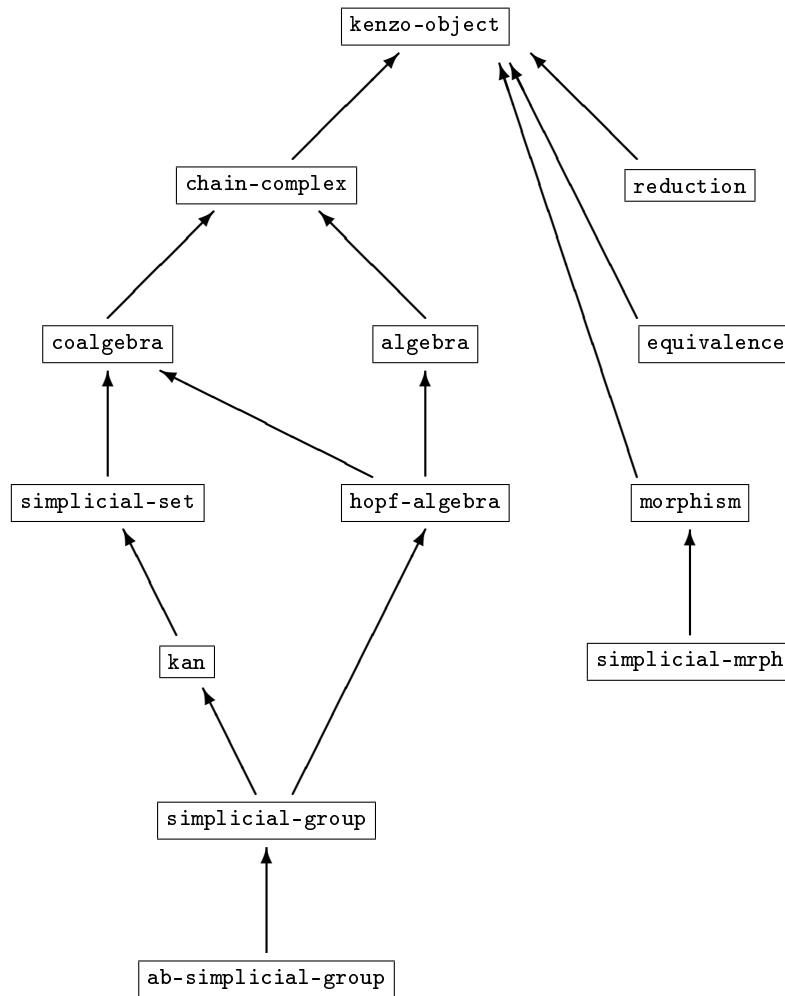 kenzo-object
chain-complex
reduction
coalgebra
algebra
equivalence
simplicial-set
hopf-algebra
morphism
kan
simplicial-mrph
simplicial-group
ab-simplicial-group